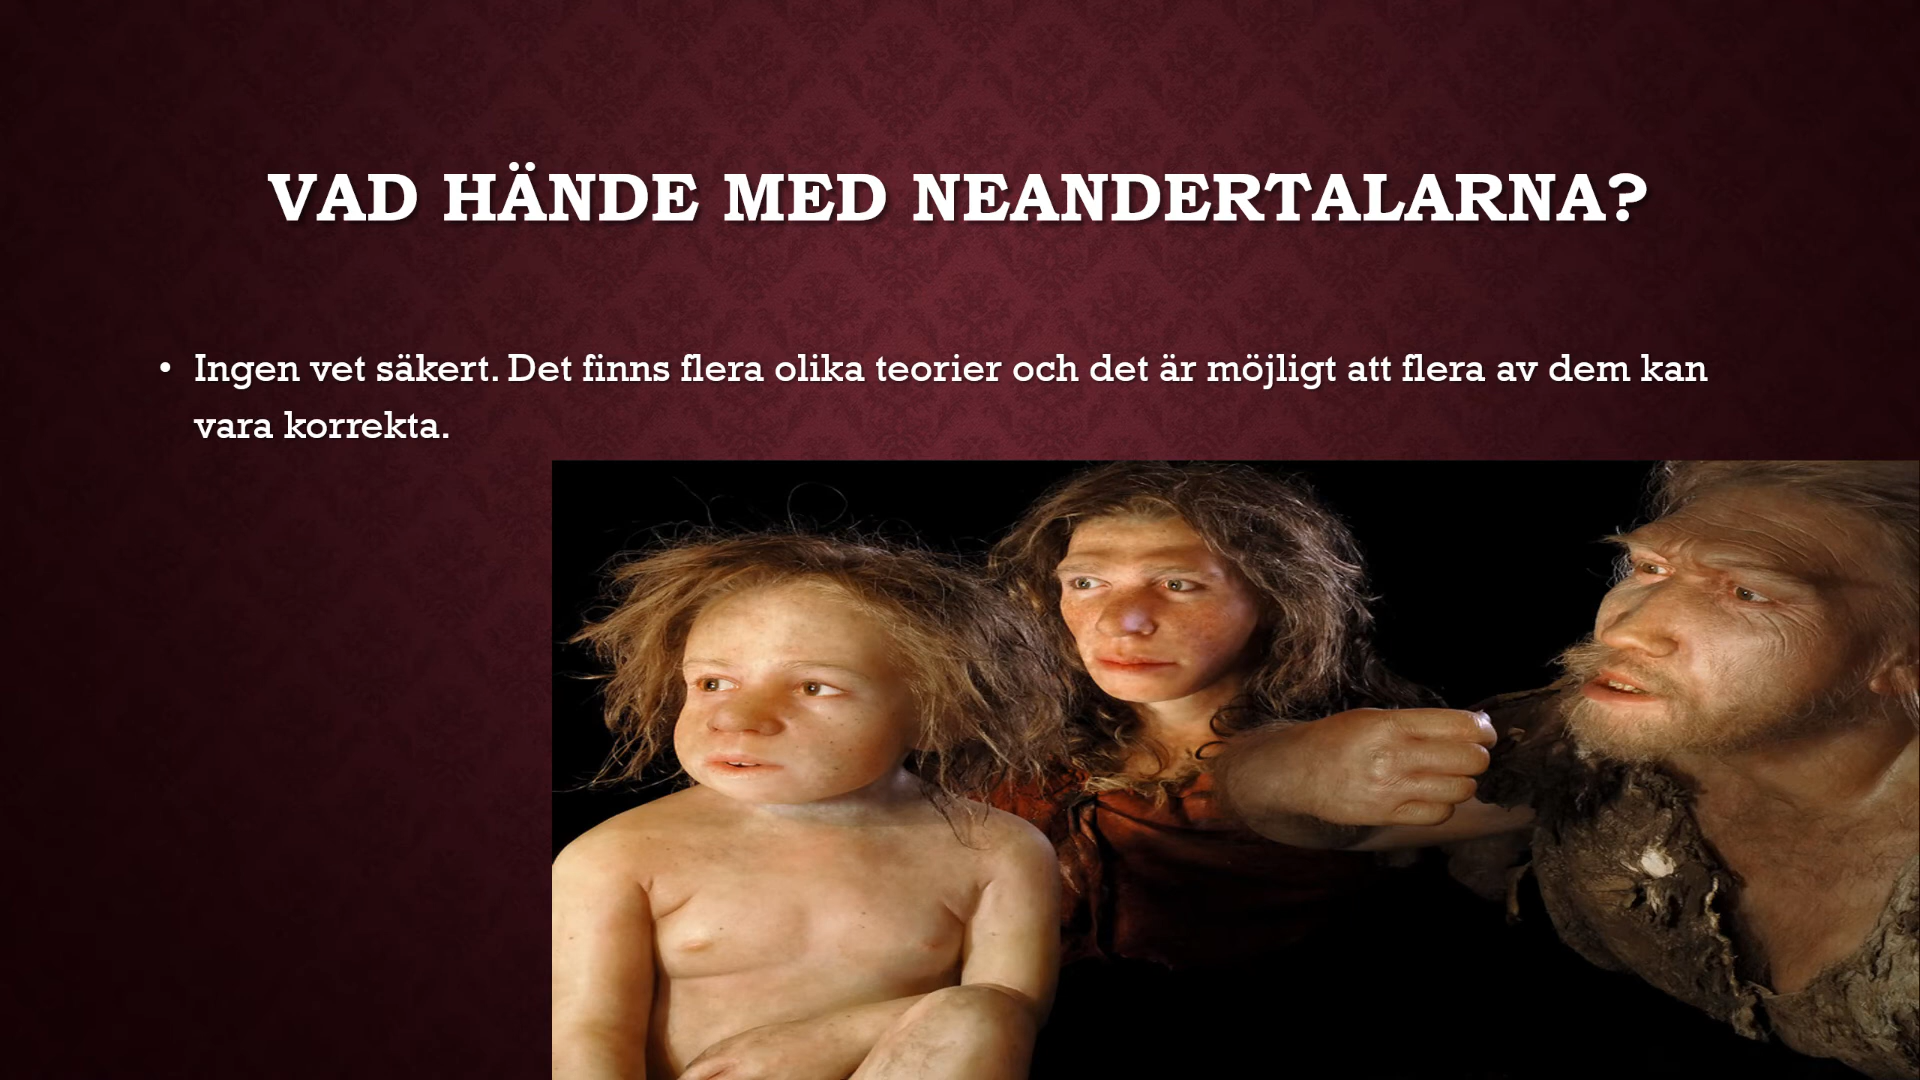 VAD HÄNDE MED NEANDERTALARNA?
• Ingen vet säkert. Det finns flera olika teorier och det är möjligt att flera av dem kan
vara korrekta.